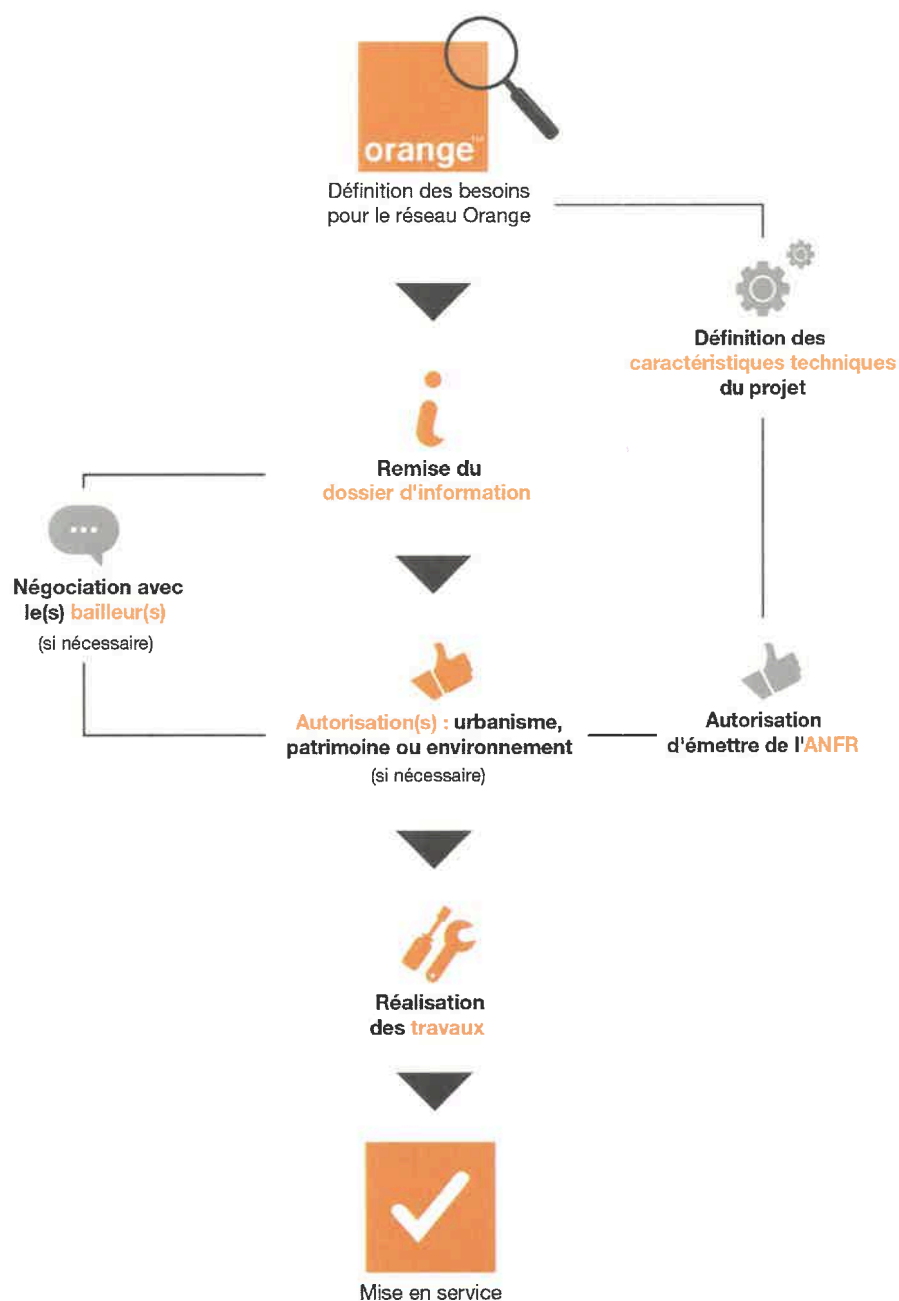 orange™
Définition des besoins
pour le réseau Orange
Définition des
caractéristiques techniques
du projet
Remise du
dossier d'information
Négociation avec
le(s) bailleur(s)
(si nécessaire)
Autorisation(s) : urbanisme,
patrimoine ou environnement
(si nécessaire)
Autorisation
d'émettre de l'ANFR
Réalisation
des travaux
Mise en service